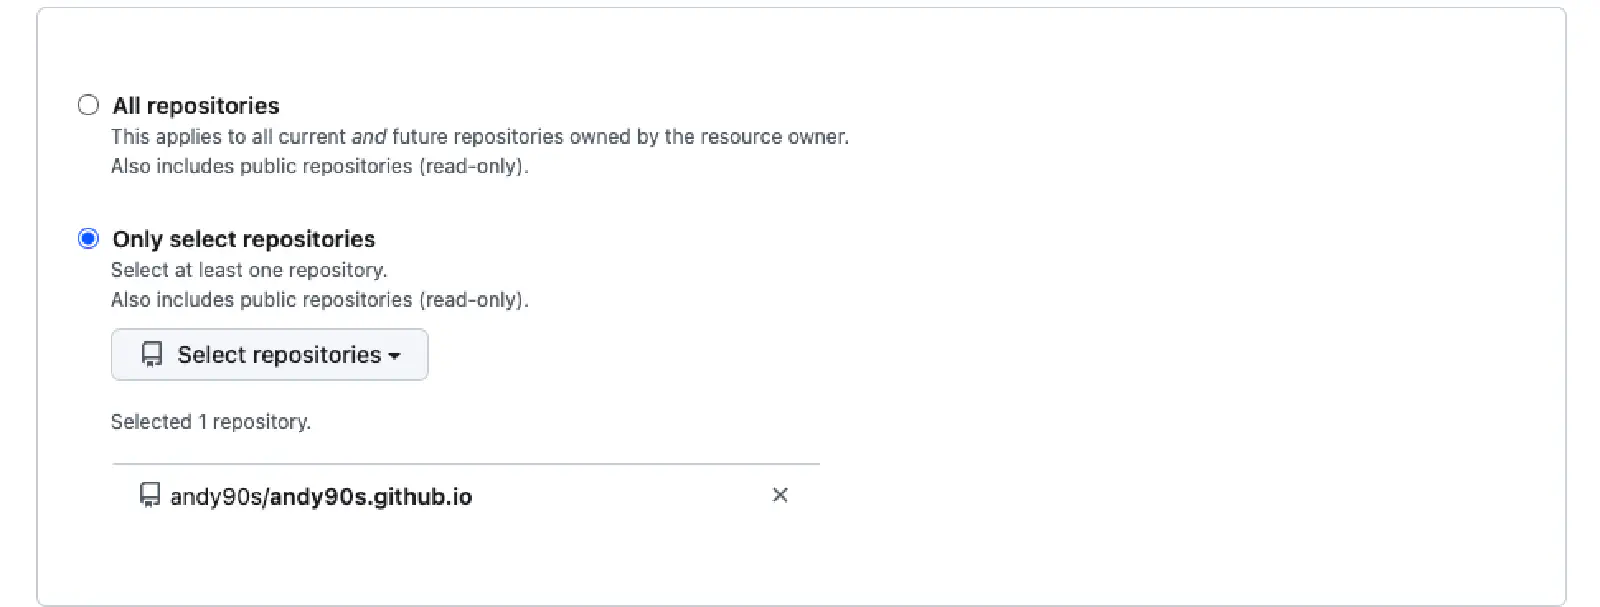 All repositories
This applies to all current and future repositories owned by the resource owner.
Also includes public repositories (read-only).
Only select repositories
Select at least one repository.
Also includes public repositories (read-only).
Select repositories
Selected 1 repository.
andy90s/andy90s.github.io